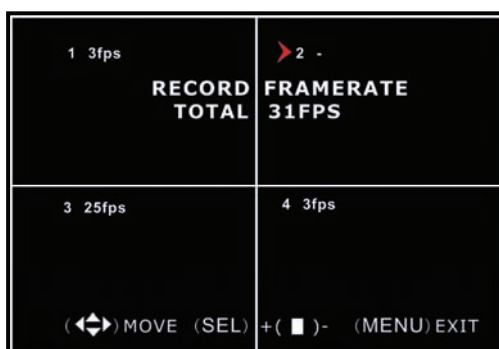 1 3fps 2 -
RECORD FRAMERATE
TOTAL 31FPS
3 25fps 4 3fps
( )MOVE (SEL) +( )- (MENU) EXIT